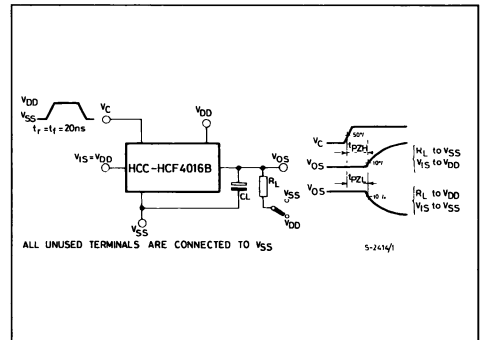 VDD
VSS
tr = tf = 20ns
VC
VDD
VIS = VDD
HCC-HCF4016B
VOS
CL
RL
VSS
VDD
VSS
ALL UNUSED TERMINALS ARE CONNECTED TO VSS
VC
50%
tPZH
10%
VOS
RL to VSS
VIS to VDD
tPZL
VOS
10%
RL to VDD
VIS to VSS
S-2414/1